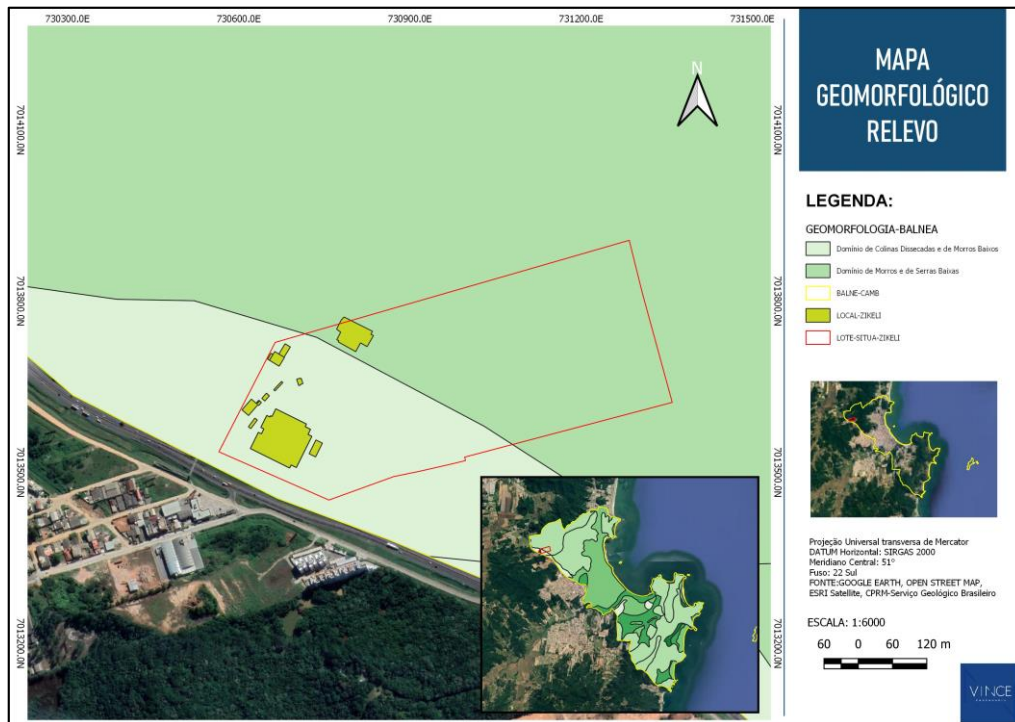 730300.0E 730600.0E 730900.0E 731200.0E 731500.0E
7014100.0N 7014100.0N
7013800.0N 7013800.0N
7013500.0N 7013500.0N
7013200.0N 7013200.0N
N
MAPA
GEOMORFOLÓGICO
RELEVO
LEGENDA:
GEOMORFOLOGIA-BALNEA
Domínio de Colinas Dissecadas e de Morros Baixos
Domínio de Morros e de Serras Baixas
BALNE-CAMB
LOCAL-ZIKELI
LOTE-SITUA-ZIKELI
Projeção Universal transversa de Mercator
DATUM Horizontal: SIRGAS 2000
Meridiano Central: 51º
Fuso: 22 Sul
FONTE:GOOGLE EARTH, OPEN STREET MAP,
ESRI Satellite, CPRM-Serviço Geológico Brasileiro
ESCALA: 1:6000
60 0 60 120 m
VINCE